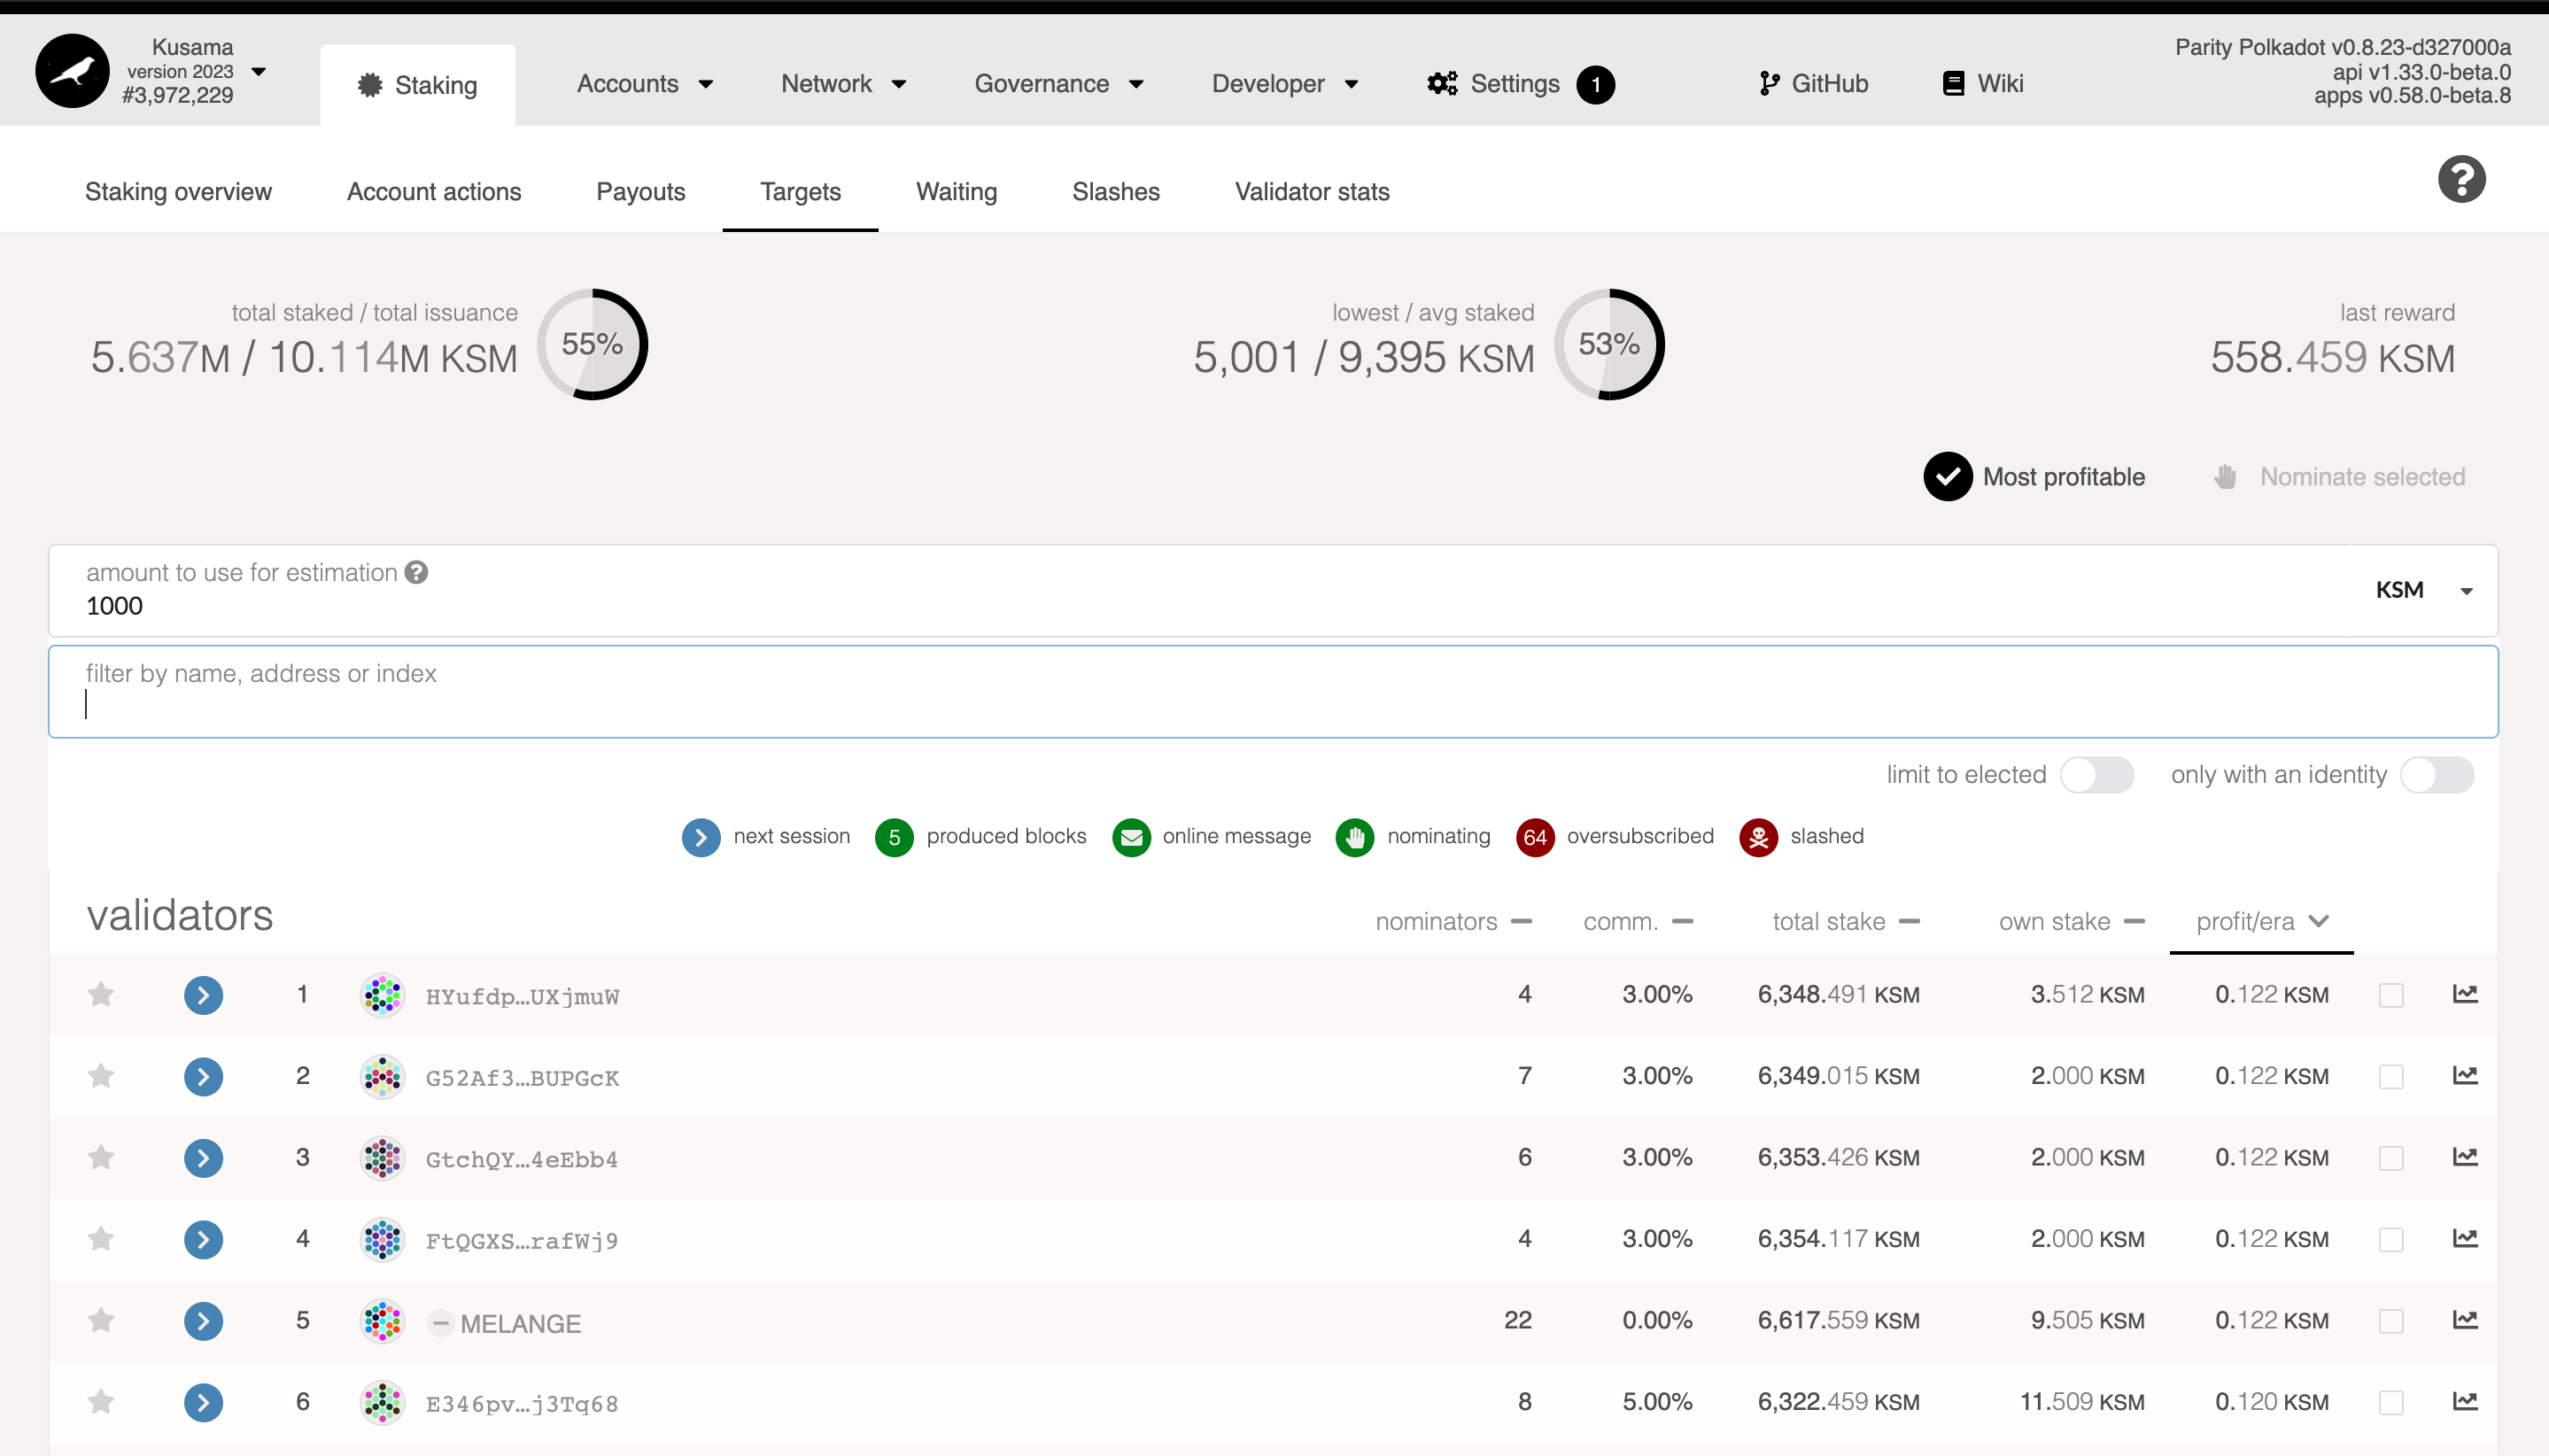 Kusama
version 2023
#3,972,229
Staking
Accounts
Network
Governance
Developer
Settings 1
GitHub
Wiki
Parity Polkadot v0.8.23-d327000a
api v1.33.0-beta.0
apps v0.58.0-beta.8
Staking overview
Account actions
Payouts
Targets
Waiting
Slashes
Validator stats
?
total staked / total issuance
5.637M / 10.114M KSM
55%
lowest / avg staked
5,001 / 9,395 KSM
53%
last reward
558.459 KSM
Most profitable
Nominate selected
amount to use for estimation ?
1000
KSM
filter by name, address or index
limit to elected
only with an identity
next session
5 produced blocks
online message
nominating
64 oversubscribed
slashed
validators nominators comm. total stake own stake profit/era
1 HYufdp…UXjmuW 4 3.00% 6,348.491 KSM 3.512 KSM 0.122 KSM
2 G52Af3…BUPGcK 7 3.00% 6,349.015 KSM 2.000 KSM 0.122 KSM
3 GtchQY…4eEbb4 6 3.00% 6,353.426 KSM 2.000 KSM 0.122 KSM
4 FtQGXS…rafWj9 4 3.00% 6,354.117 KSM 2.000 KSM 0.122 KSM
5 MELANGE 22 0.00% 6,617.559 KSM 9.505 KSM 0.122 KSM
6 E346pv…j3Tq68 8 5.00% 6,322.459 KSM 11.509 KSM 0.120 KSM